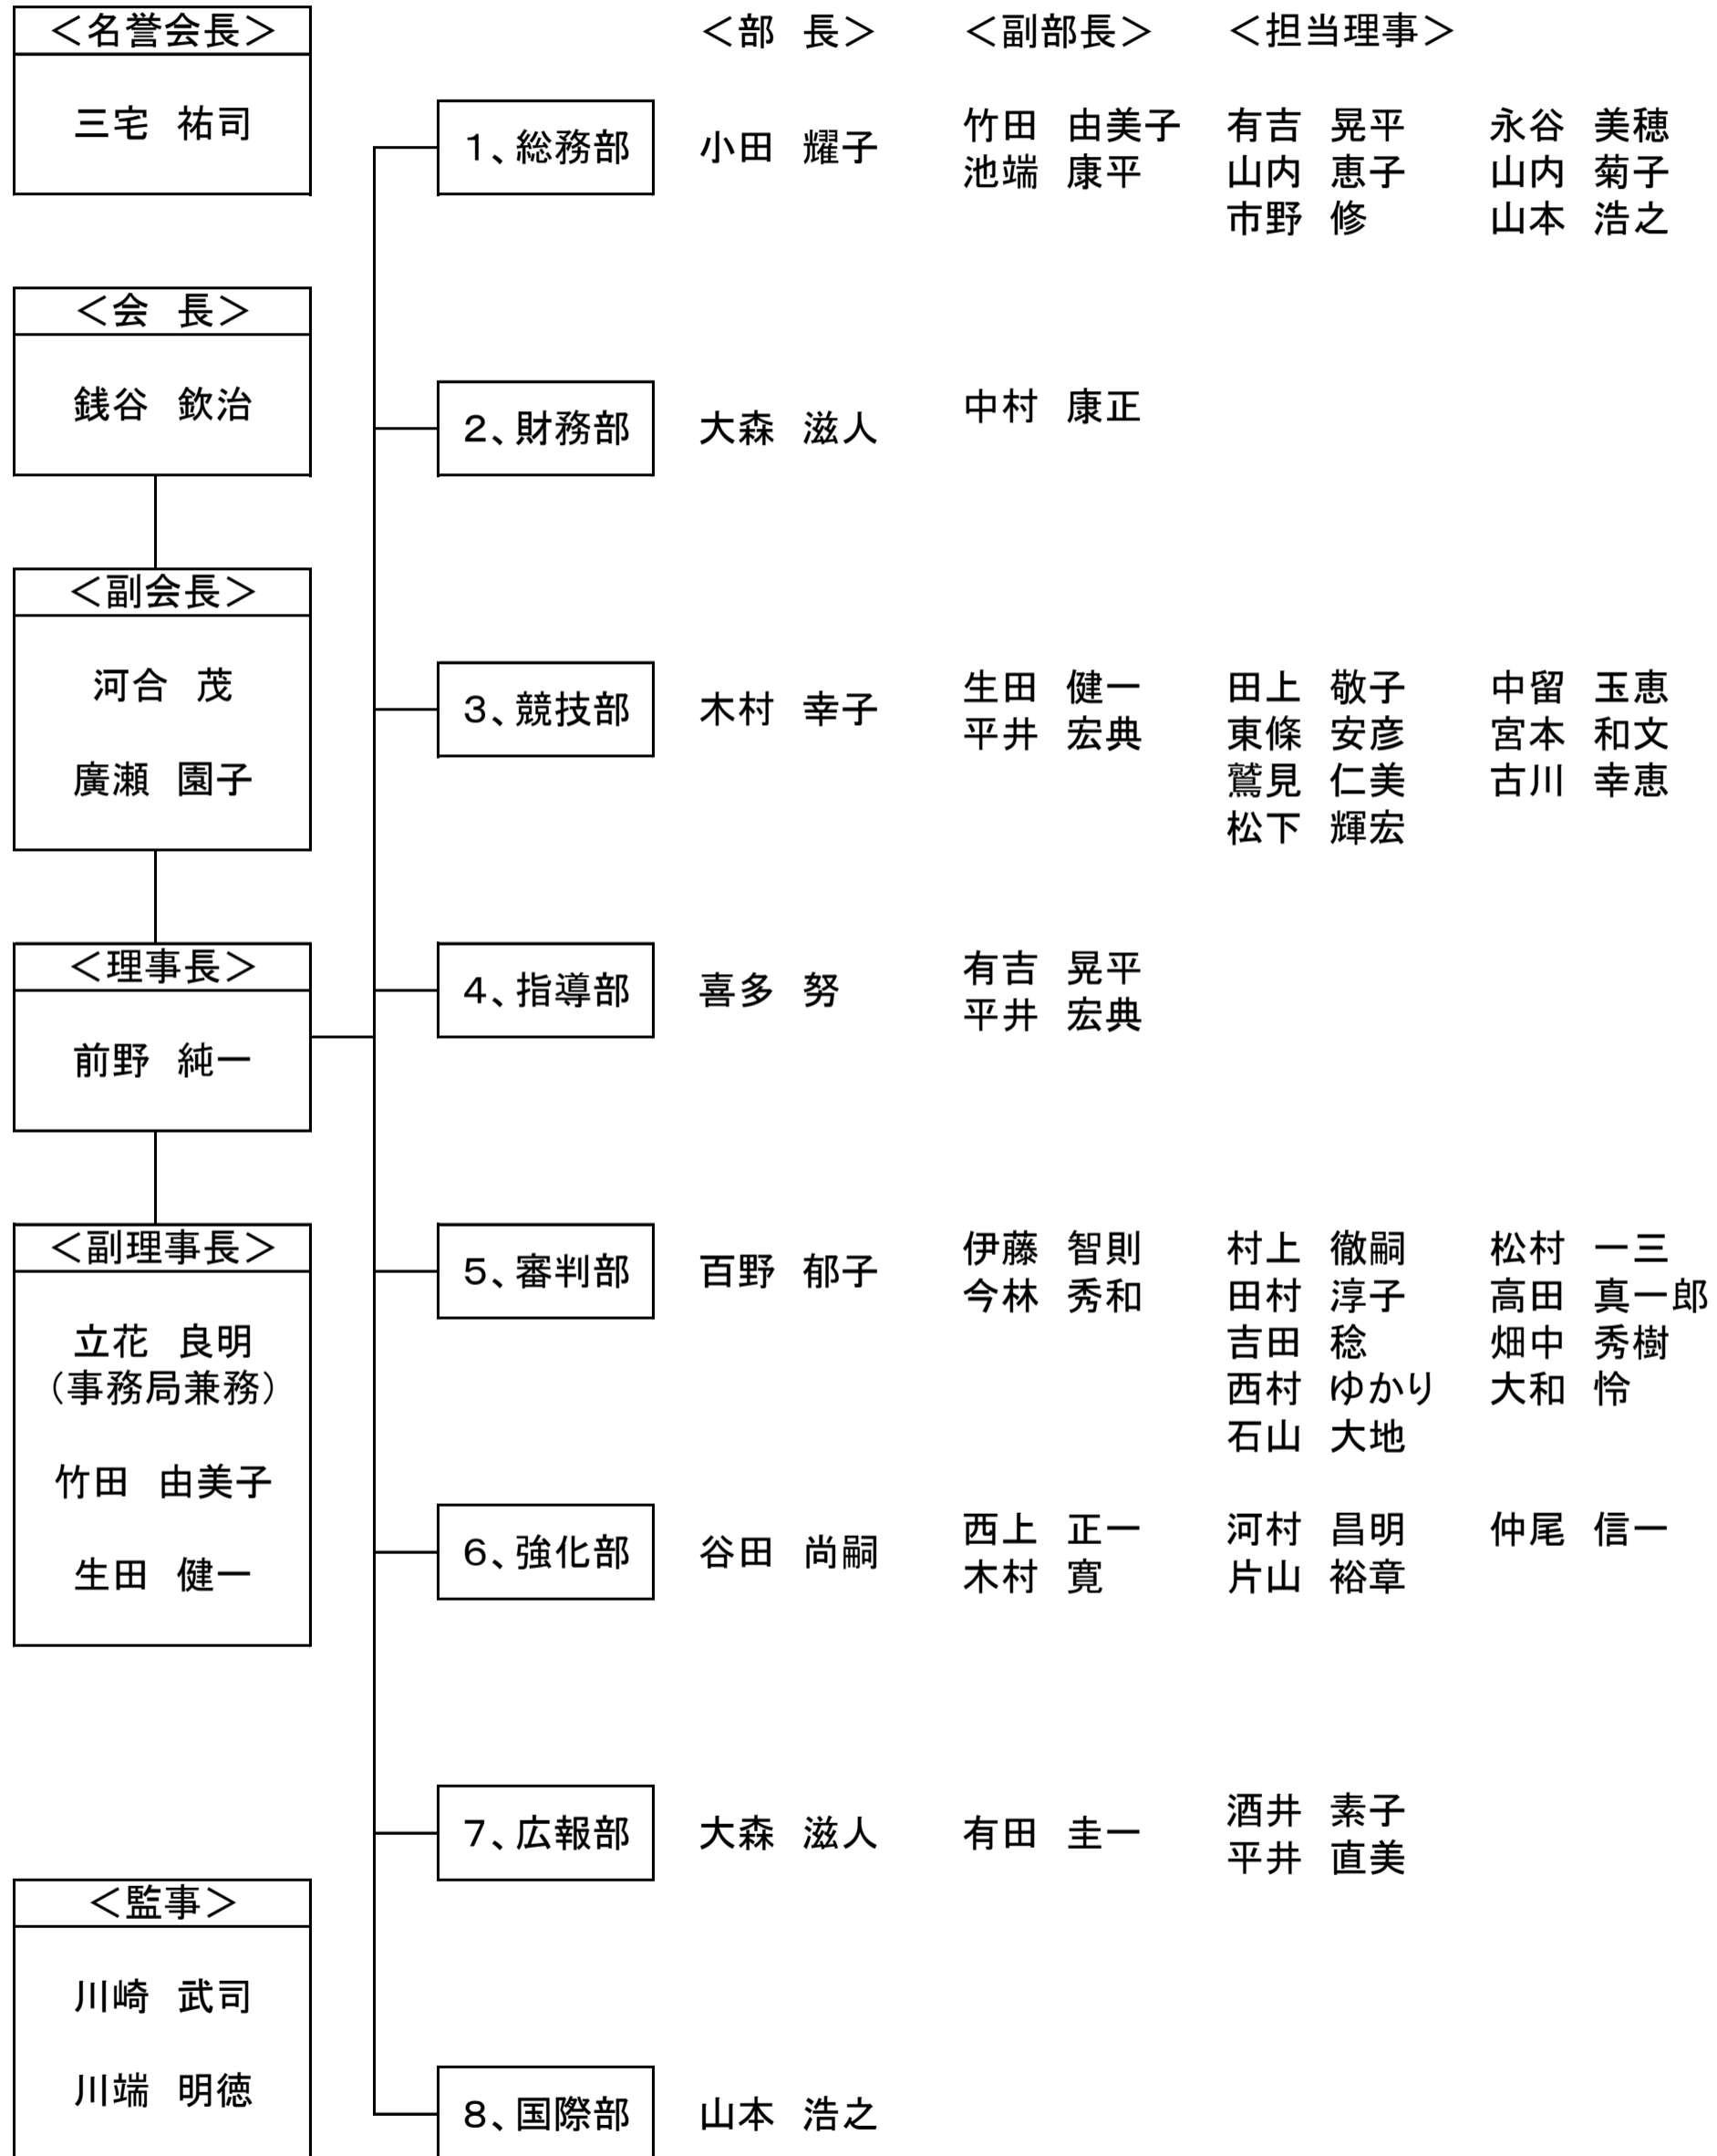 ＜名誉会長＞
三宅 祐司
＜会 長＞
銭谷 欽治
＜副会長＞
河合 茂
廣瀬 園子
＜理事長＞
前野 純一
＜副理事長＞
立花 良明
（事務局兼務）
竹田 由美子
生田 健一
＜監事＞
川崎 武司
川端 明徳
＜部 長＞ ＜副部長＞ ＜担当理事＞
1、総務部 小田 耀子
竹田 由美子 有吉 晃平 永谷 美穂
池端 康平 山内 恵子 山内 菊子
市野 修 山本 浩之
2、財務部 大森 滋人 中村 康正
3、競技部 木村 幸子
生田 健一 田上 敬子 中留 玉恵
平井 宏典 東條 安彦 宮本 和文
鷲見 仁美 古川 幸恵
松下 輝宏
4、指導部 喜多 努
有吉 晃平
平井 宏典
5、審判部 百野 郁子
伊藤 智則 村上 徹嗣 松村 一三
今林 秀和 田村 淳子 高田 真一郎
吉田 稔 畑中 秀樹
西村 ゆかり 大和 怜
石山 大地
6、強化部 谷田 尚嗣
西上 正一 河村 昌明 仲尾 信一
木村 寛 片山 裕章
7、広報部 大森 滋人 有田 圭一
酒井 素子
平井 直美
8、国際部 山本 浩之